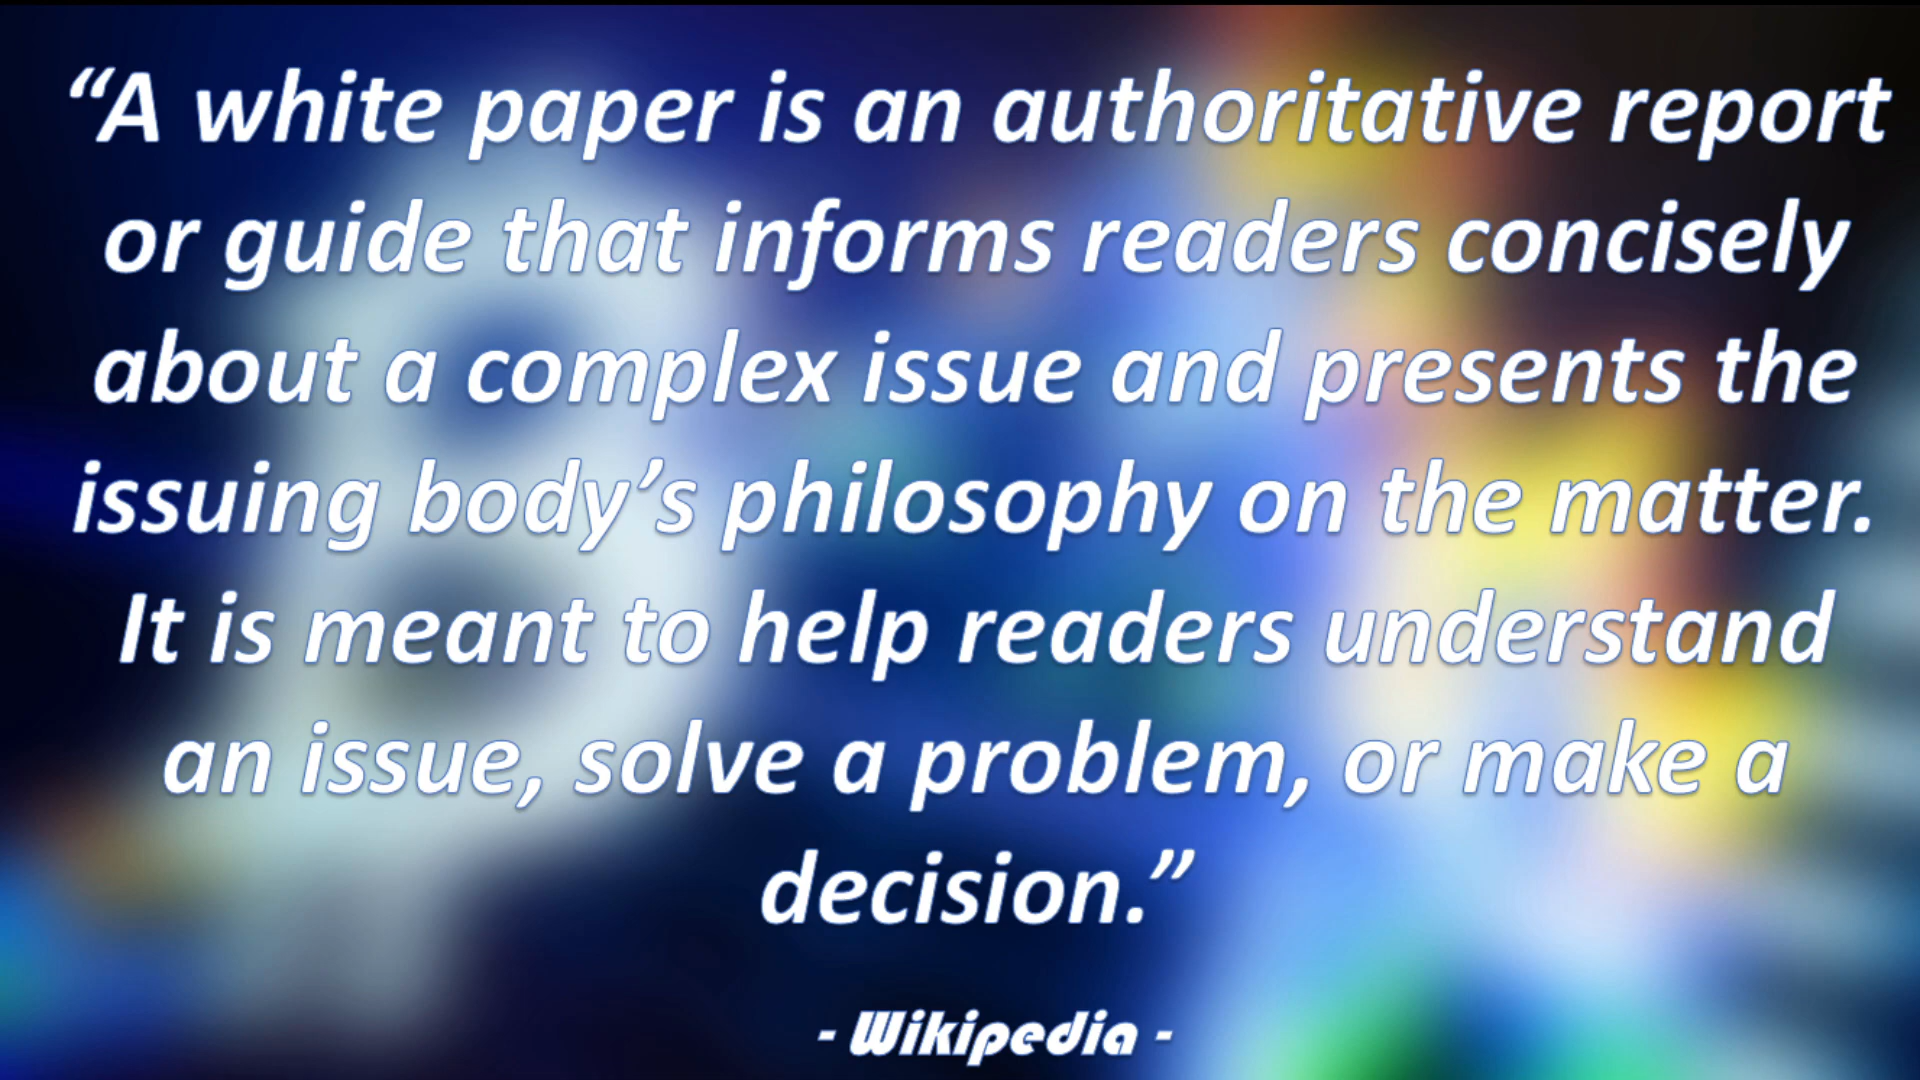 “A white paper is an authoritative report
or guide that informs readers concisely
about a complex issue and presents the
issuing body’s philosophy on the matter.
It is meant to help readers understand
an issue, solve a problem, or make a
decision.”
- Wikipedia -